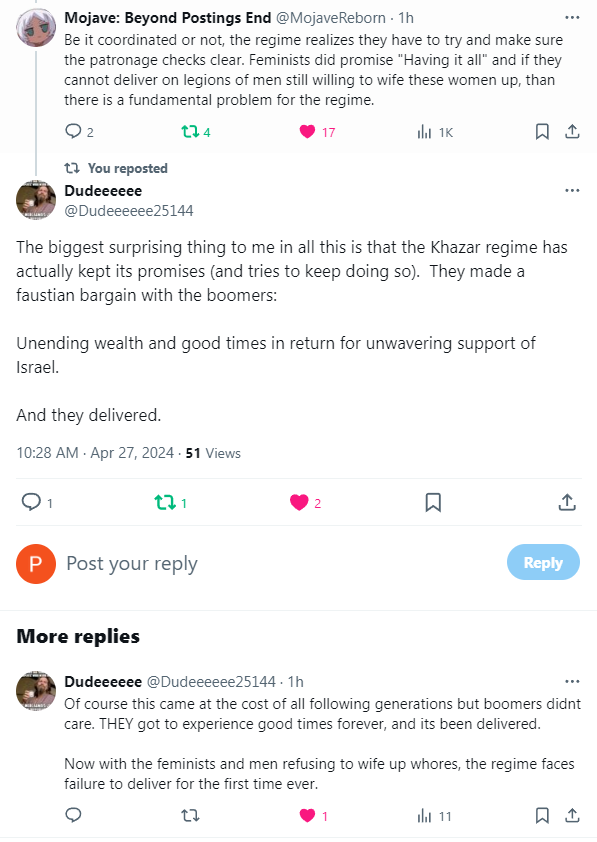 Mojave: Beyond Postings End @MojaveReborn · 1h
Be it coordinated or not, the regime realizes they have to try and make sure
the patronage checks clear. Feminists did promise "Having it all" and if they
cannot deliver on legions of men still willing to wife these women up, than
there is a fundamental problem for the regime.
2 4 17 1K
You reposted
Dudeeeeee
@Dudeeeeee25144
The biggest surprising thing to me in all this is that the Khazar regime has
actually kept its promises (and tries to keep doing so).  They made a
faustian bargain with the boomers:
Unending wealth and good times in return for unwavering support of
Israel.
And they delivered.
10:28 AM · Apr 27, 2024 · 51 Views
1 1 2
P Post your reply Reply
More replies
Dudeeeeee @Dudeeeeee25144 · 1h
Of course this came at the cost of all following generations but boomers didnt
care. THEY got to experience good times forever, and its been delivered.
Now with the feminists and men refusing to wife up whores, the regime faces
failure to deliver for the first time ever.
1 11